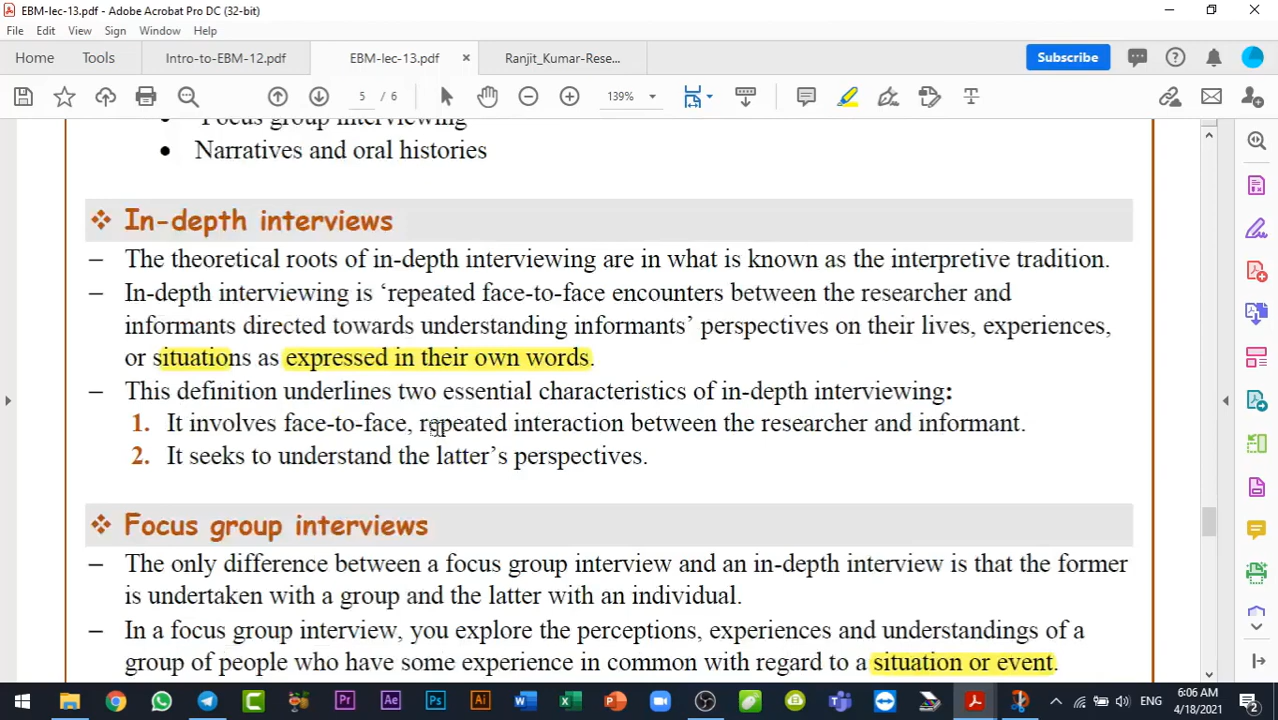 EBM-lec-13.pdf - Adobe Acrobat Pro DC (32-bit)
File Edit View Sign Window Help
Home Tools Intro-to-EBM-12.pdf EBM-lec-13.pdf × Ranjit_Kumar-Rese... Subscribe
5 / 6 139%
• Focus group interviewing
• Narratives and oral histories
❖ In-depth interviews
– The theoretical roots of in-depth interviewing are in what is known as the interpretive tradition.
– In-depth interviewing is ‘repeated face-to-face encounters between the researcher and
informants directed towards understanding informants’ perspectives on their lives, experiences,
or situations as expressed in their own words.
– This definition underlines two essential characteristics of in-depth interviewing:
1. It involves face-to-face, repeated interaction between the researcher and informant.
2. It seeks to understand the latter’s perspectives.
❖ Focus group interviews
– The only difference between a focus group interview and an in-depth interview is that the former
is undertaken with a group and the latter with an individual.
– In a focus group interview, you explore the perceptions, experiences and understandings of a
group of people who have some experience in common with regard to a situation or event.
Pr Ae Ps Ai ENG 6:06 AM
4/18/2021 2